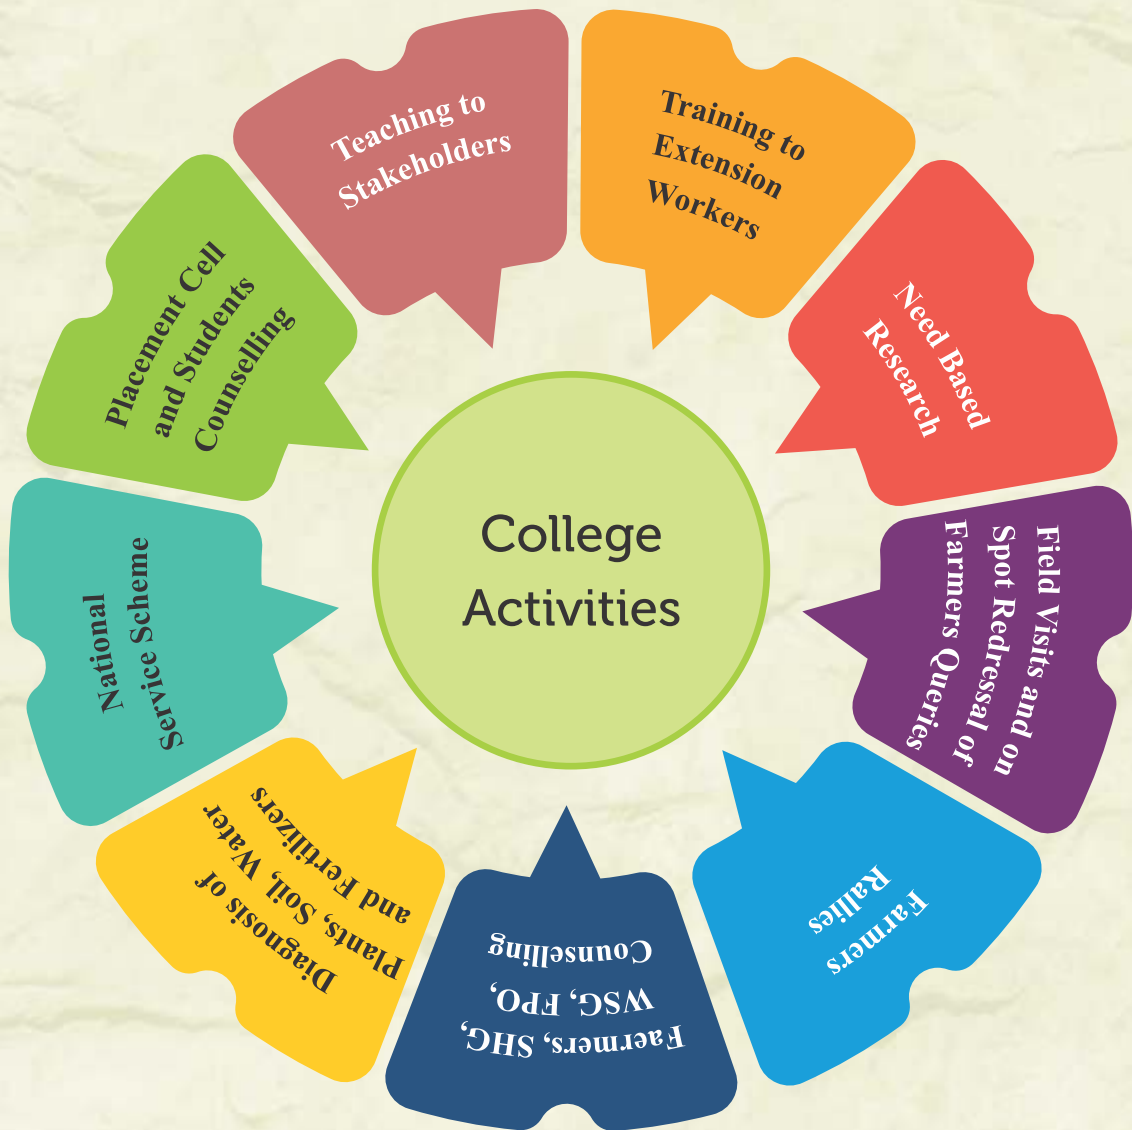 College
Activities
Training to
Extension
Workers
Need Based
Research
Field Visits and on
Spot Redressal of
Farmers Queries
Farmers
Rallies
Faermers, SHG,
WSG, FPO,
Counselling
Diagnosis of
Plants, Soil, Water
and Fertilizers
National
Service Scheme
Placement Cell
and Students
Counselling
Teaching to
Stakeholders